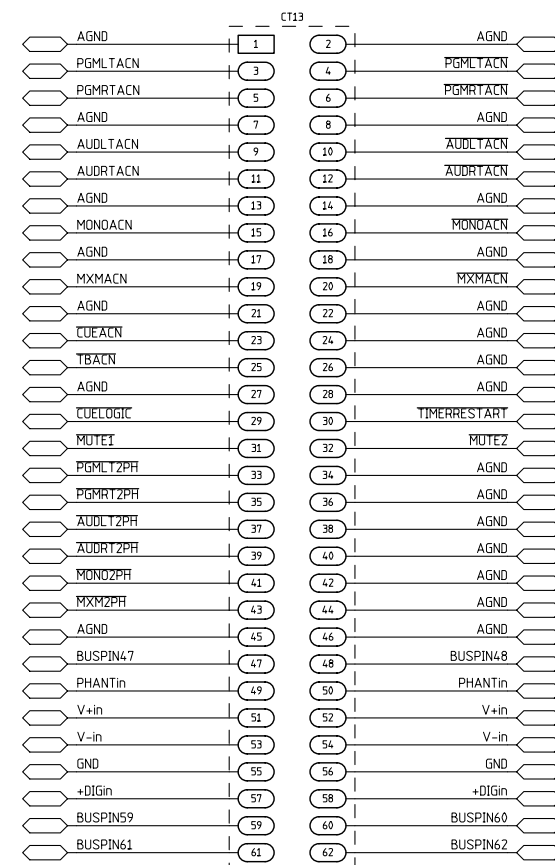 CT13
AGND 1 2 AGND
PGMLTACN 3 4 PGMLTACN
PGMRTACN 5 6 PGMRTACN
AGND 7 8 AGND
AUDLTACN 9 10 AUDLTACN
AUDRTACN 11 12 AUDRTACN
AGND 13 14 AGND
MONOACN 15 16 MONOACN
AGND 17 18 AGND
MXMACN 19 20 MXMACN
AGND 21 22 AGND
CUEACN 23 24 AGND
TBACN 25 26 AGND
AGND 27 28 AGND
CUELOGIC 29 30 TIMERRESTART
MUTE1 31 32 MUTE2
PGMLT2PH 33 34 AGND
PGMRT2PH 35 36 AGND
AUDLT2PH 37 38 AGND
AUDRT2PH 39 40 AGND
MONO2PH 41 42 AGND
MXM2PH 43 44 AGND
AGND 45 46 AGND
BUSPIN47 47 48 BUSPIN48
PHANTin 49 50 PHANTin
V+in 51 52 V+in
V-in 53 54 V-in
GND 55 56 GND
+DIGin 57 58 +DIGin
BUSPIN59 59 60 BUSPIN60
BUSPIN61 61 62 BUSPIN62